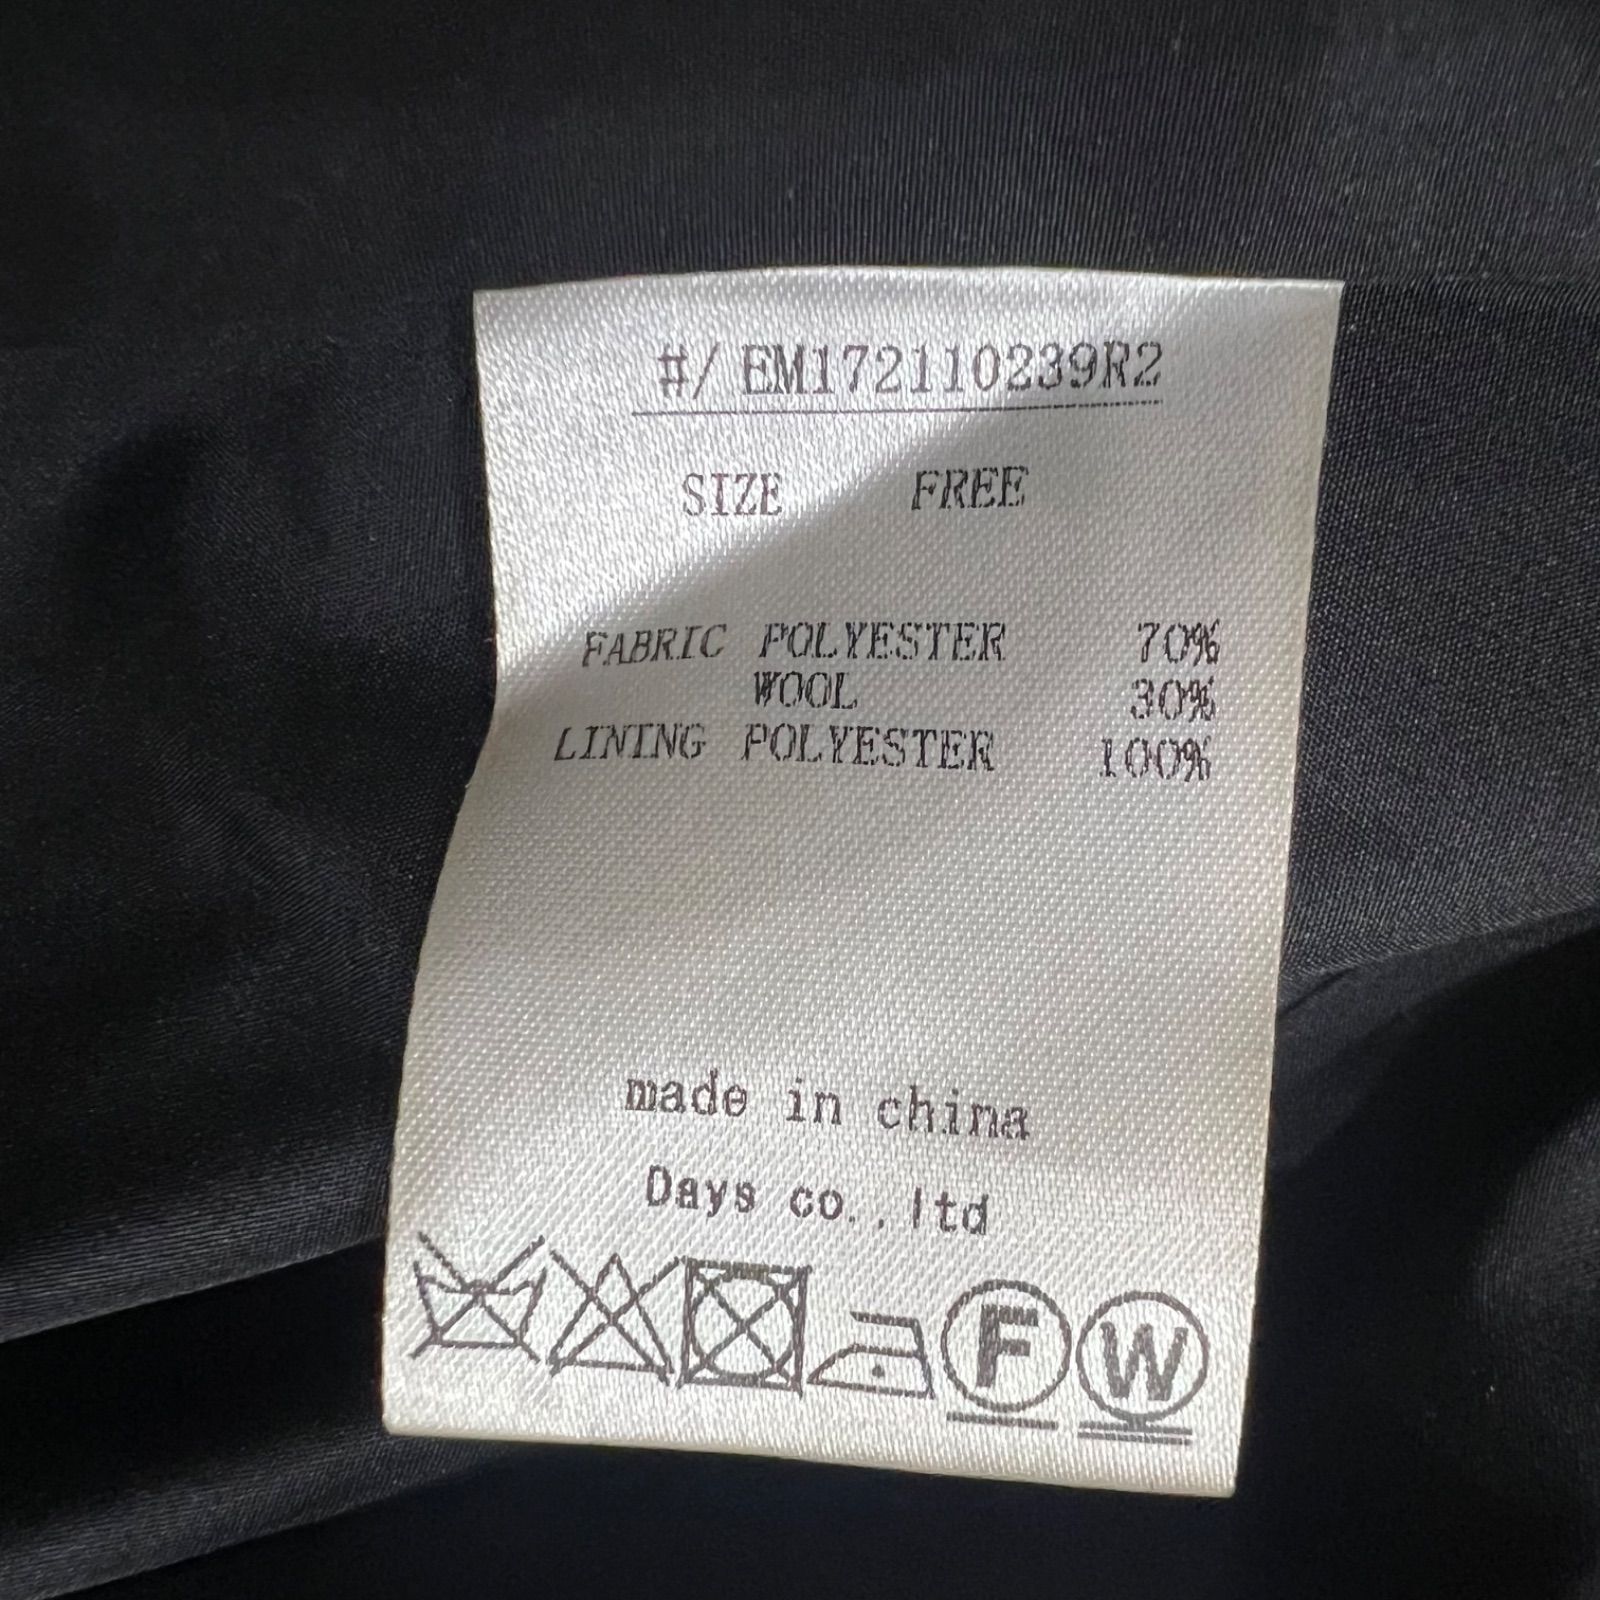 #/ EM172110239R2
SIZE FREE
FABRIC POLYESTER 70%
WOOL 30%
LINING POLYESTER 100%
made in china
Days co.,ltd
F W